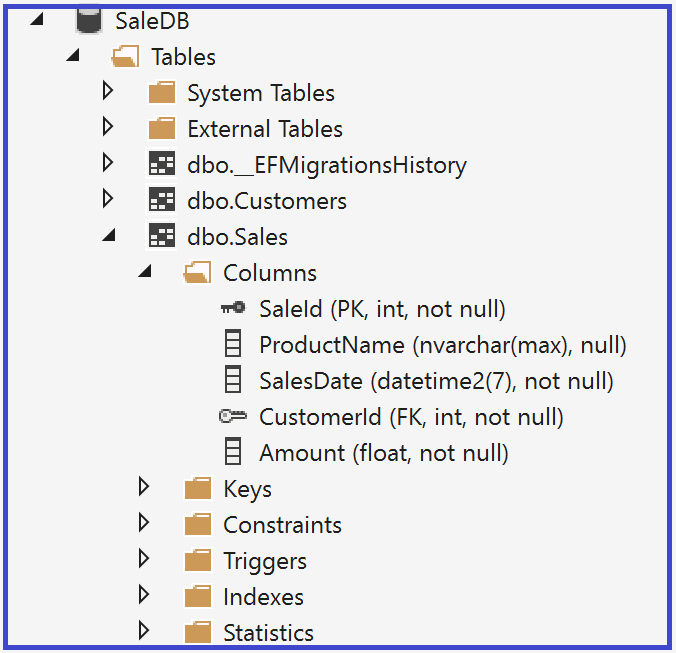 SaleDB
Tables
System Tables
External Tables
dbo.__EFMigrationsHistory
dbo.Customers
dbo.Sales
Columns
SaleId (PK, int, not null)
ProductName (nvarchar(max), null)
SalesDate (datetime2(7), not null)
CustomerId (FK, int, not null)
Amount (float, not null)
Keys
Constraints
Triggers
Indexes
Statistics